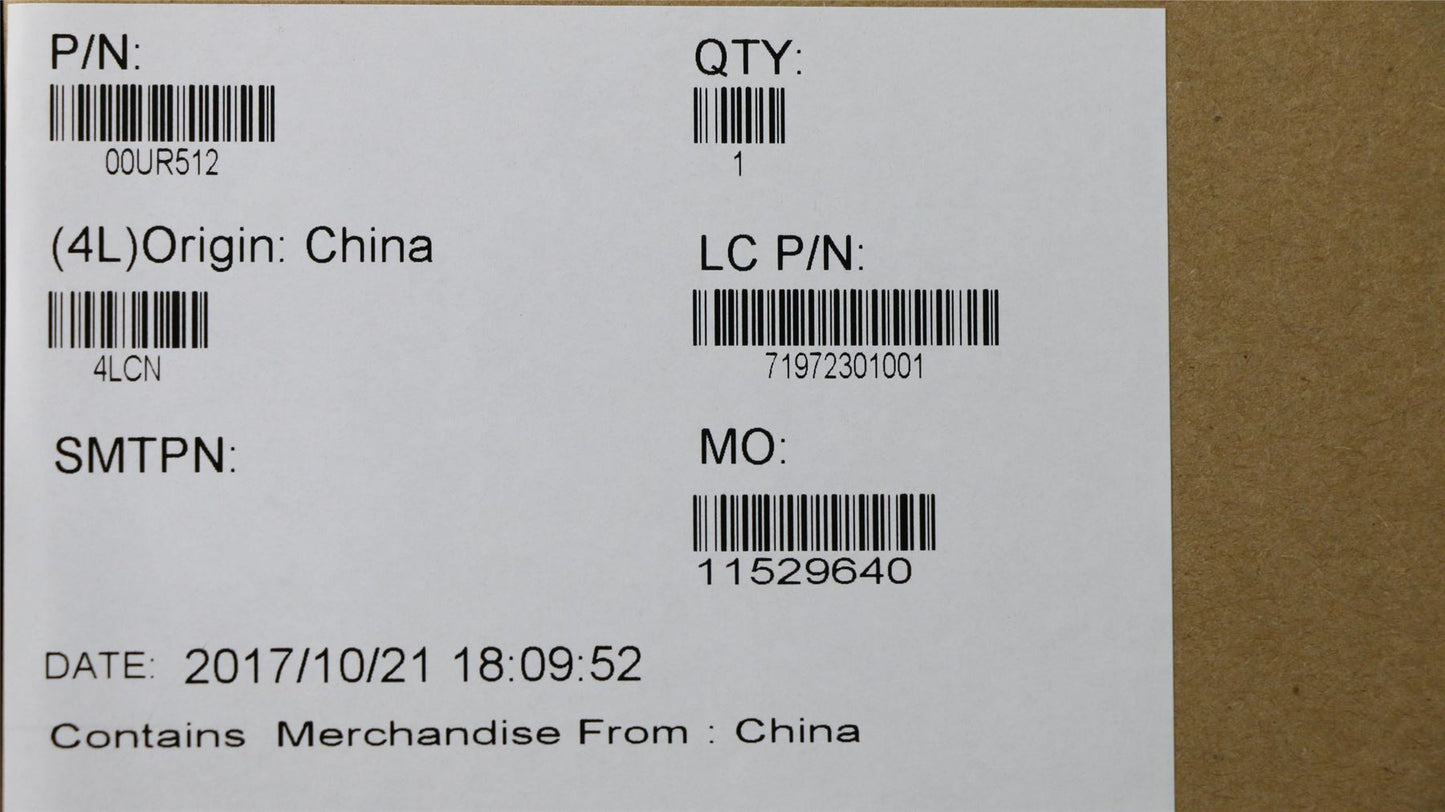 P/N:
00UR512
QTY:
1
(4L)Origin: China
4LCN
LC P/N:
71972301001
SMTPN:
MO:
11529640
DATE: 2017/10/21 18:09:52
Contains Merchandise From : China